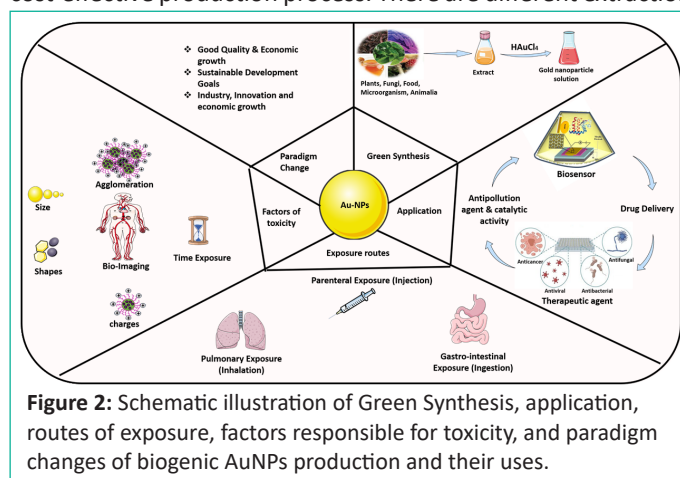 ❖ Good Quality & Economic
growth
❖ Sustainable Development
Goals
❖ Industry, Innovation and
economic growth
Plants, Fungi, Food,
Microorganism, Animalia
Extract
HAuCl₄
Gold nanoparticle
solution
Paradigm
Change
Green Synthesis
Factors of
toxicity
Au-NPs
Application
Exposure routes
Agglomeration
Size
Shapes
Bio-Imaging
Time Exposure
charges
Biosensor
Antipollution
agent & catalytic
activity
Drug Delivery
Anticancer
Antifungal
Antiviral
Antibacterial
Therapeutic agent
Parenteral Exposure (Injection)
Pulmonary Exposure
(Inhalation)
Gastro-intestinal
Exposure (Ingestion)
Figure 2: Schematic illustration of Green Synthesis, application,
routes of exposure, factors responsible for toxicity, and paradigm
changes of biogenic AuNPs production and their uses.